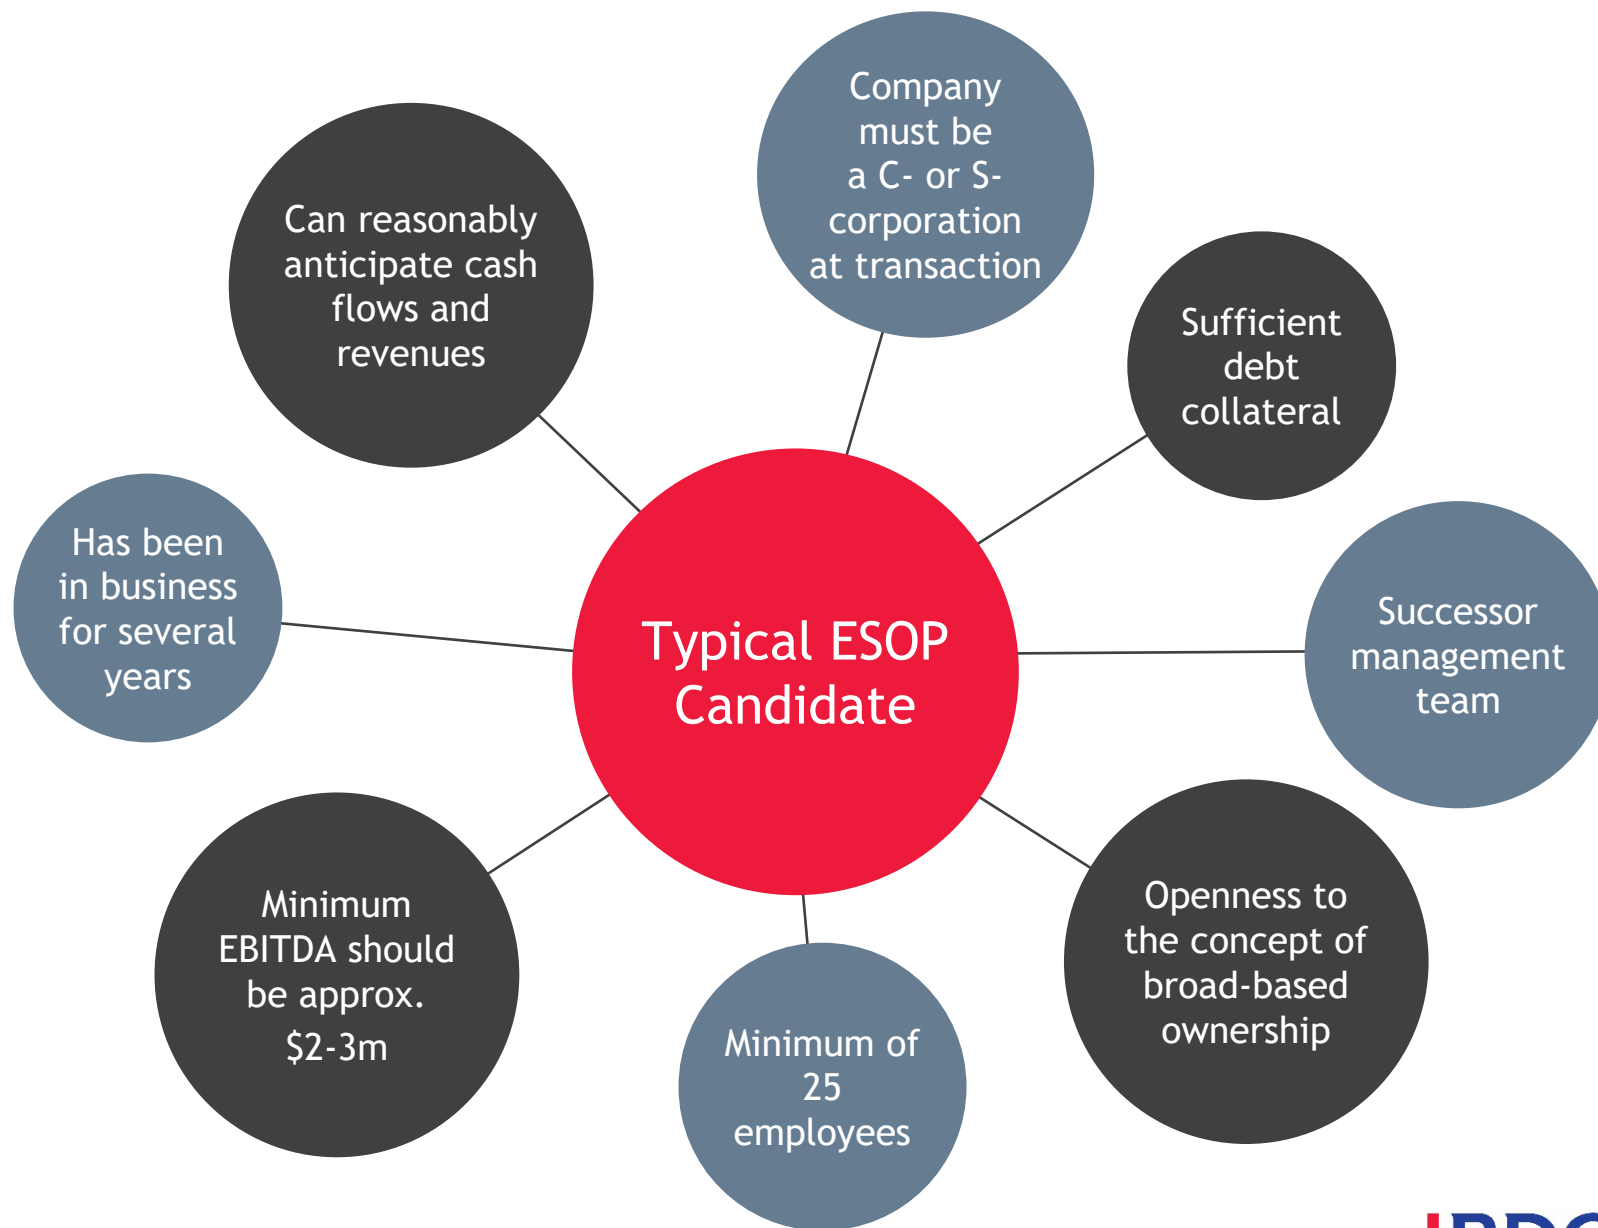 Company
must be
a C- or S-
corporation
at transaction
Can reasonably
anticipate cash
flows and
revenues
Sufficient
debt
collateral
Has been
in business
for several
years
Typical ESOP
Candidate
Successor
management
team
Minimum
EBITDA should
be approx.
$2-3m
Openness to
the concept of
broad-based
ownership
Minimum of
25
employees